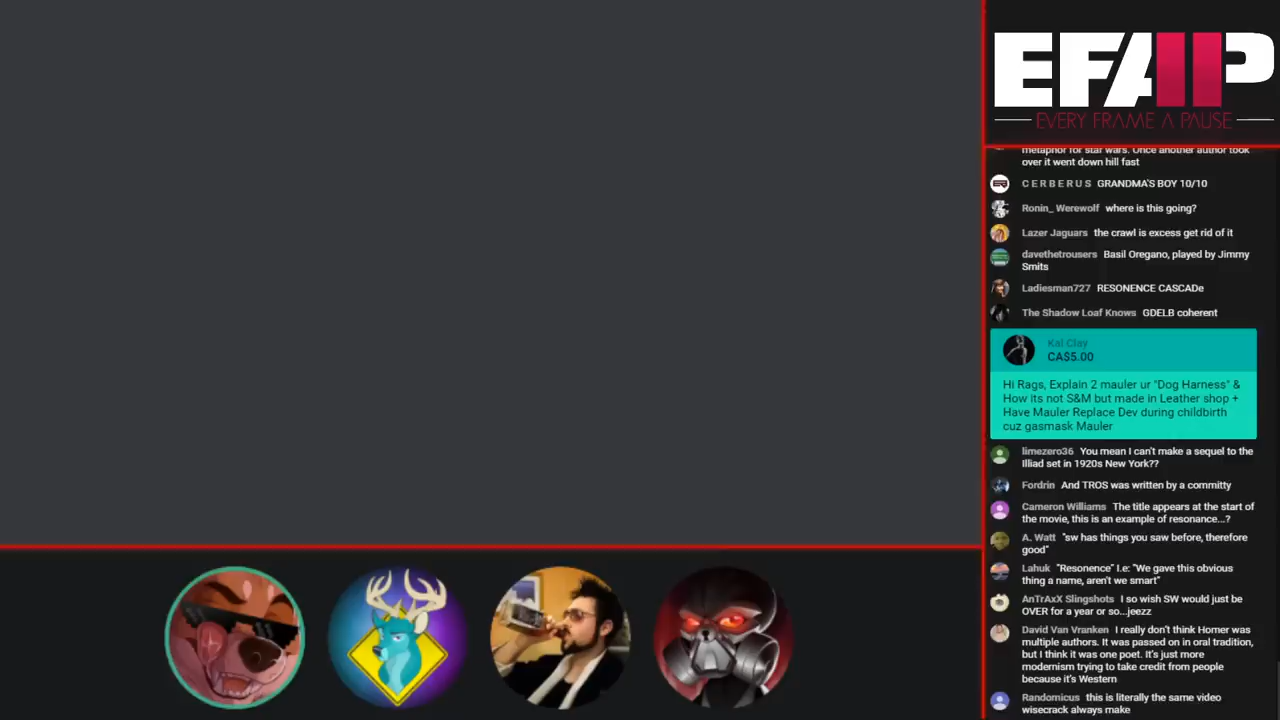 EFAP
EVERY FRAME A PAUSE
metaphor for star wars. Once another author took
over it went down hill fast
C E R B E R U S GRANDMA'S BOY 10/10
Ronin_ Werewolf where is this going?
Lazer Jaguars the crawl is excess get rid of it
davethetrousers Basil Oregano, played by Jimmy
Smits
Ladiesman727 RESONENCE CASCADe
The Shadow Loaf Knows GDELB coherent
Kal Clay
CA$5.00
Hi Rags, Explain 2 mauler ur "Dog Harness" &
How its not S&M but made in Leather shop +
Have Mauler Replace Dev during childbirth
cuz gasmask Mauler
limezero36 You mean I can't make a sequel to the
Illiad set in 1920s New York??
Fordrin And TROS was written by a committy
Cameron Williams The title appears at the start of
the movie, this is an example of resonance...?
A. Watt "sw has things you saw before, therefore
good"
Lahuk "Resonence" I.e: "We gave this obvious
thing a name, aren't we smart"
AnTrAxX Slingshots I so wish SW would just be
OVER for a year or so...jeezz
David Van Vranken I really don't think Homer was
multiple authors. It was passed on in oral tradition,
but I think it was one poet. It's just more
modernism trying to take credit from people
because it's Western
Randomicus this is literally the same video
wisecrack always make